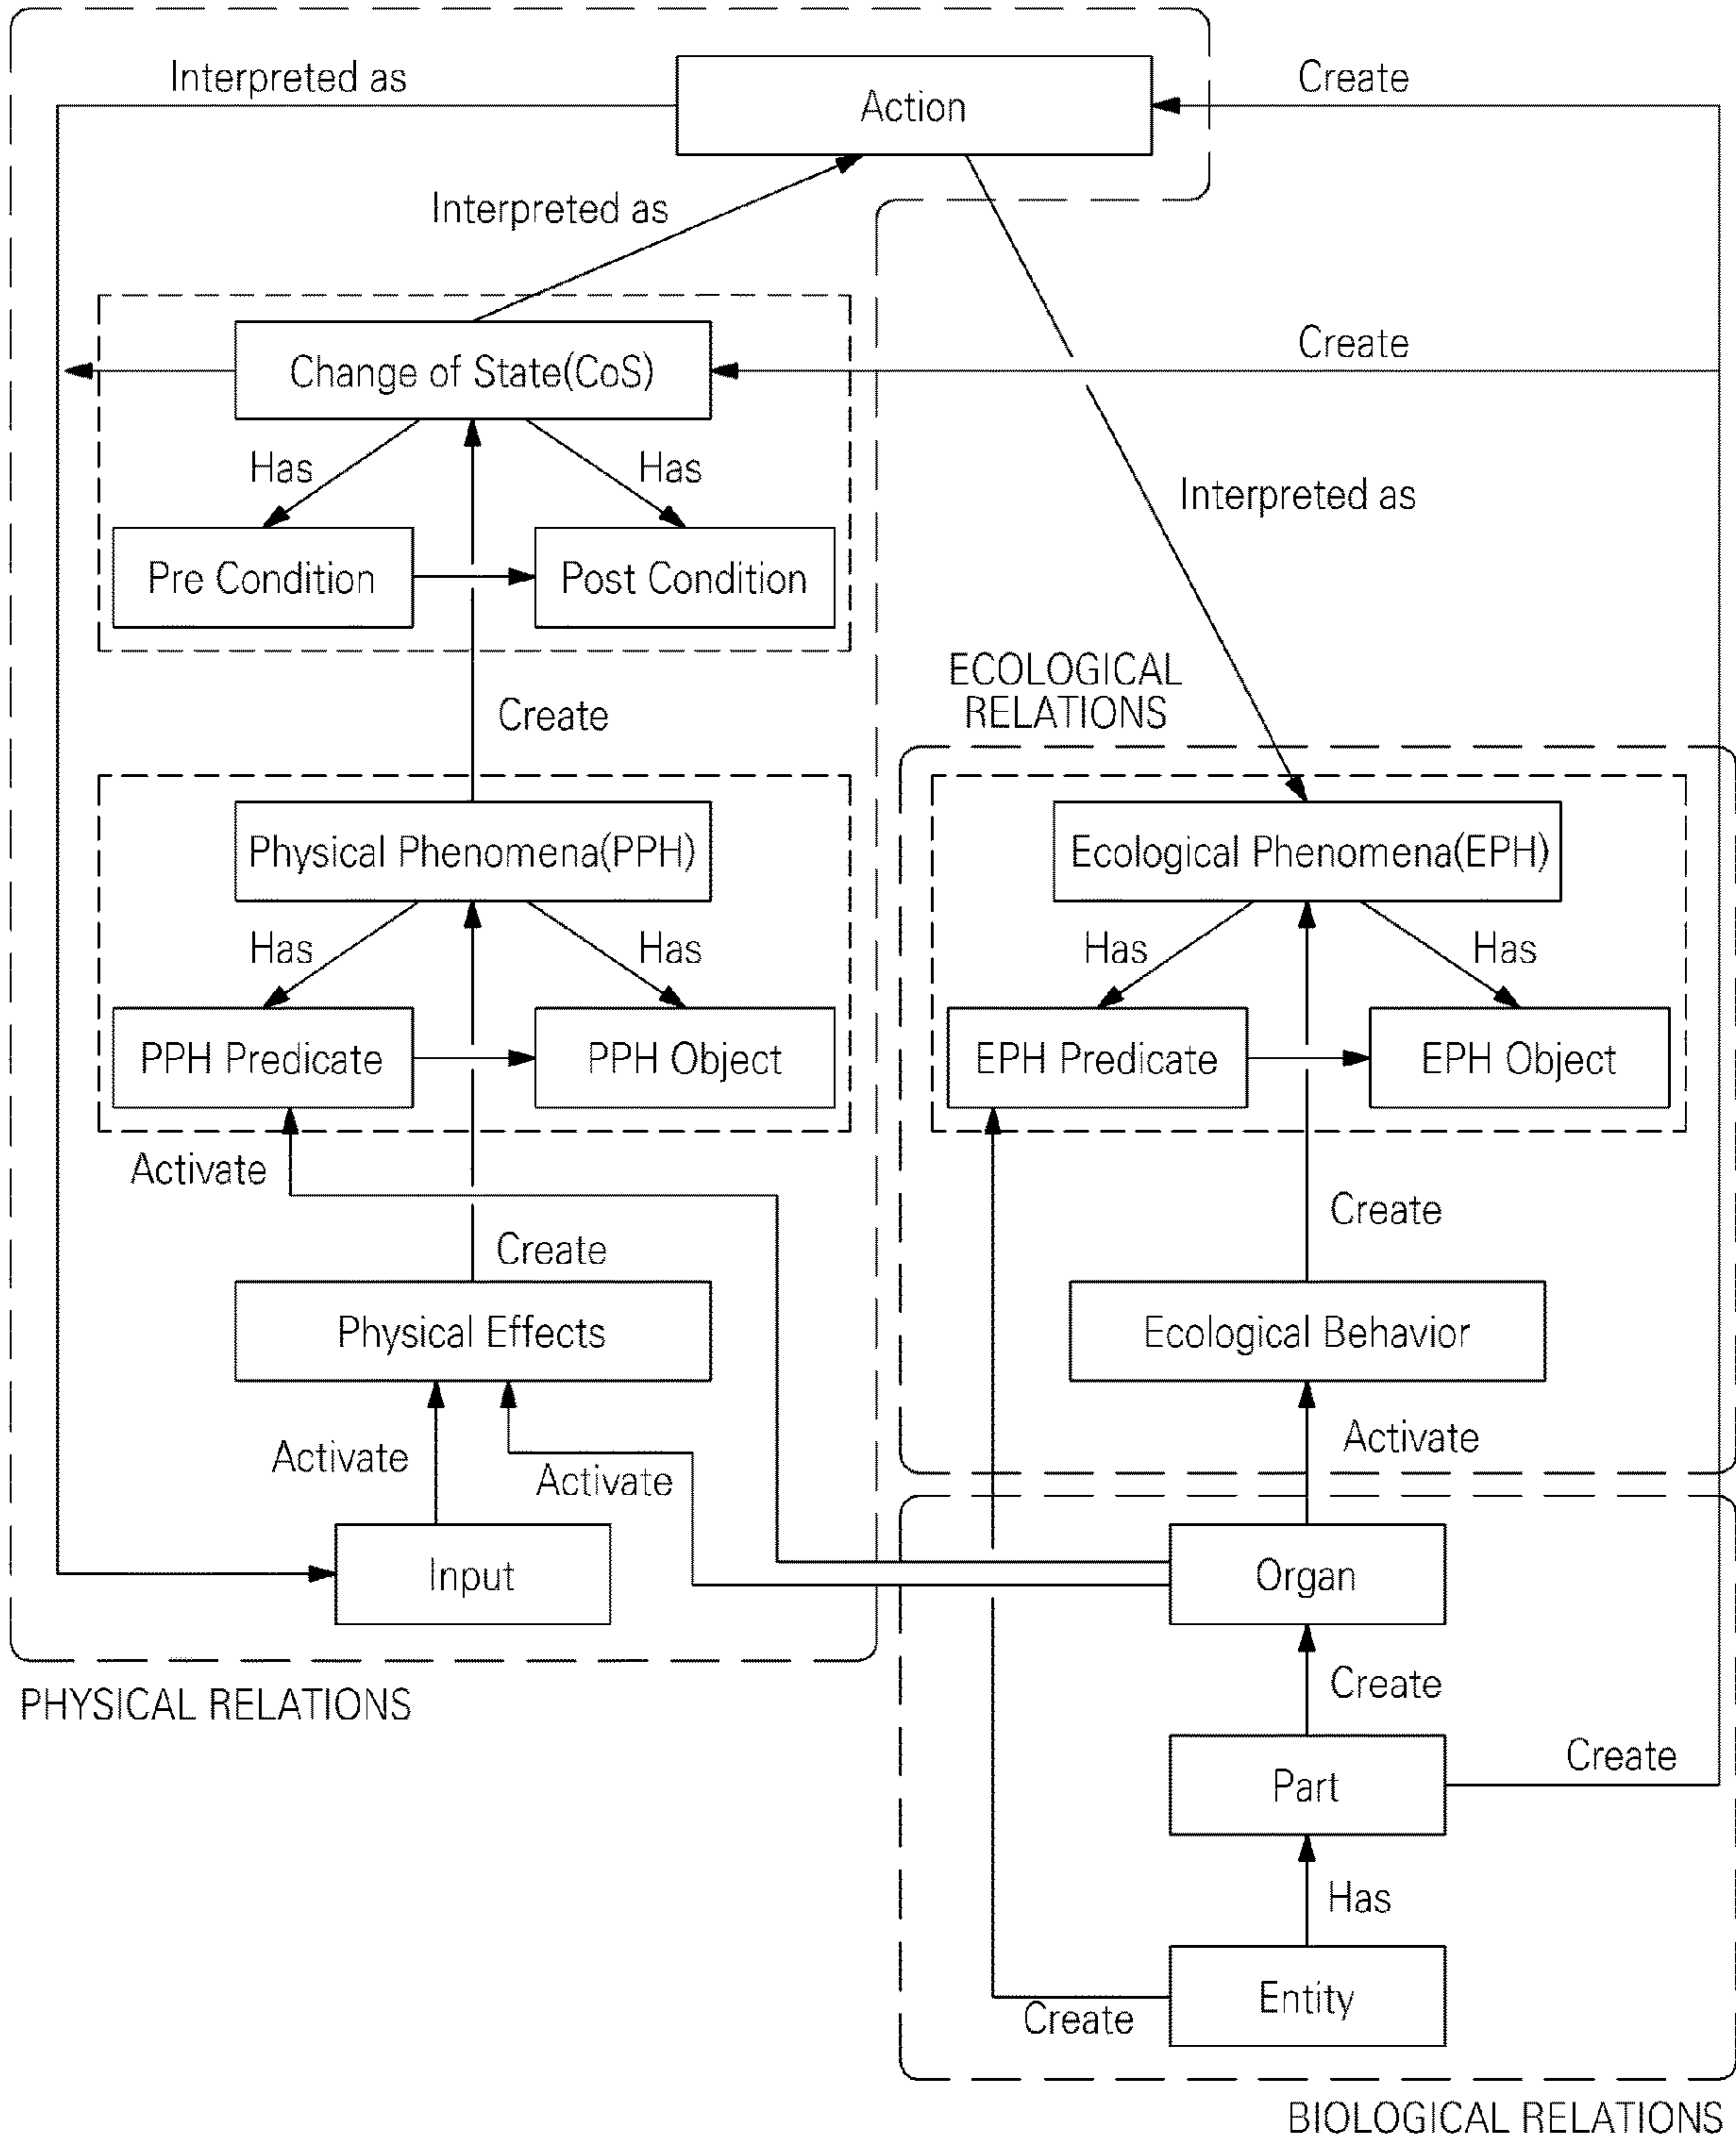 Interpreted as
Action
Create
Interpreted as
Change of State(CoS)
Create
Has
Has
Interpreted as
Pre Condition
Post Condition
ECOLOGICAL
RELATIONS
Create
Physical Phenomena(PPH)
Ecological Phenomena(EPH)
Has
Has
Has
Has
PPH Predicate
PPH Object
EPH Predicate
EPH Object
Activate
Create
Create
Physical Effects
Ecological Behavior
Activate
Activate
Activate
Input
Organ
PHYSICAL RELATIONS
Create
Create
Part
Has
Entity
Create
BIOLOGICAL RELATIONS